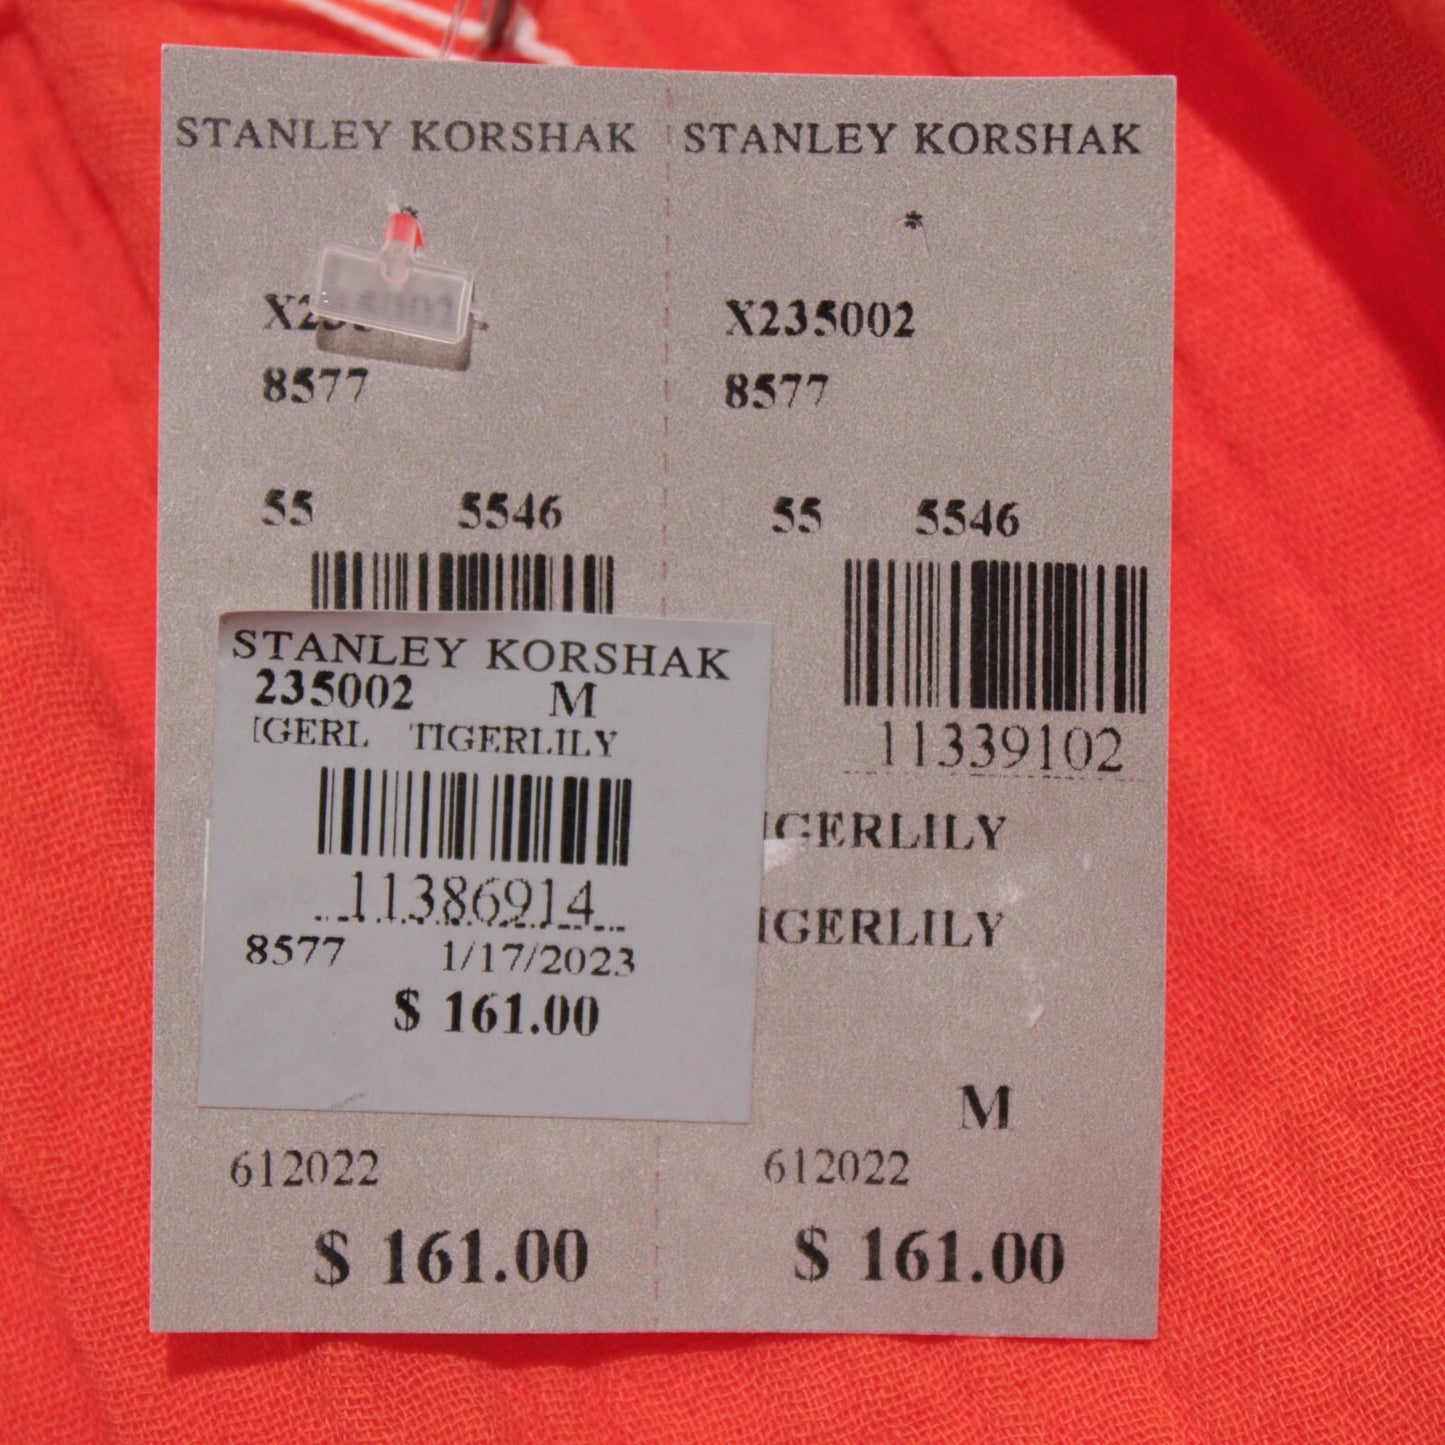 STANLEY KORSHAK
*
8577
55 5546
STANLEY KORSHAK
235002 M
IGERL TIGERLILY
11386914
8577 1/17/2023
$ 161.00
612022
$ 161.00
STANLEY KORSHAK
*
X235002
8577
55 5546
11339102
IGERLILY
IGERLILY
M
612022
$ 161.00